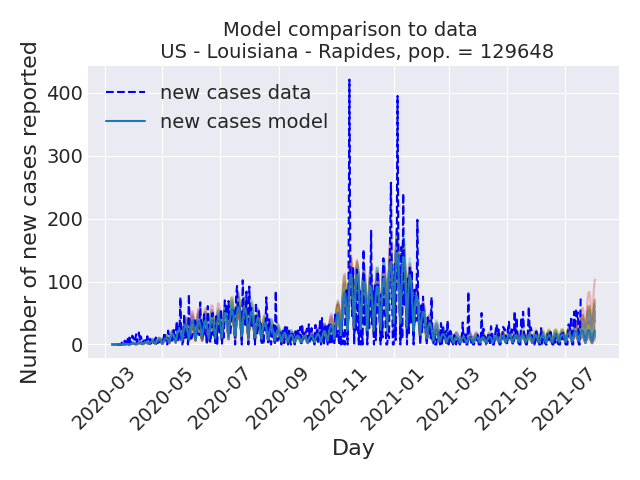 Model comparison to data
US - Louisiana - Rapides, pop. = 129648
Number of new cases reported
400
300
200
100
0
new cases data
new cases model
2020-03
2020-05
2020-07
2020-09
2020-11
2021-01
2021-03
2021-05
2021-07
Day